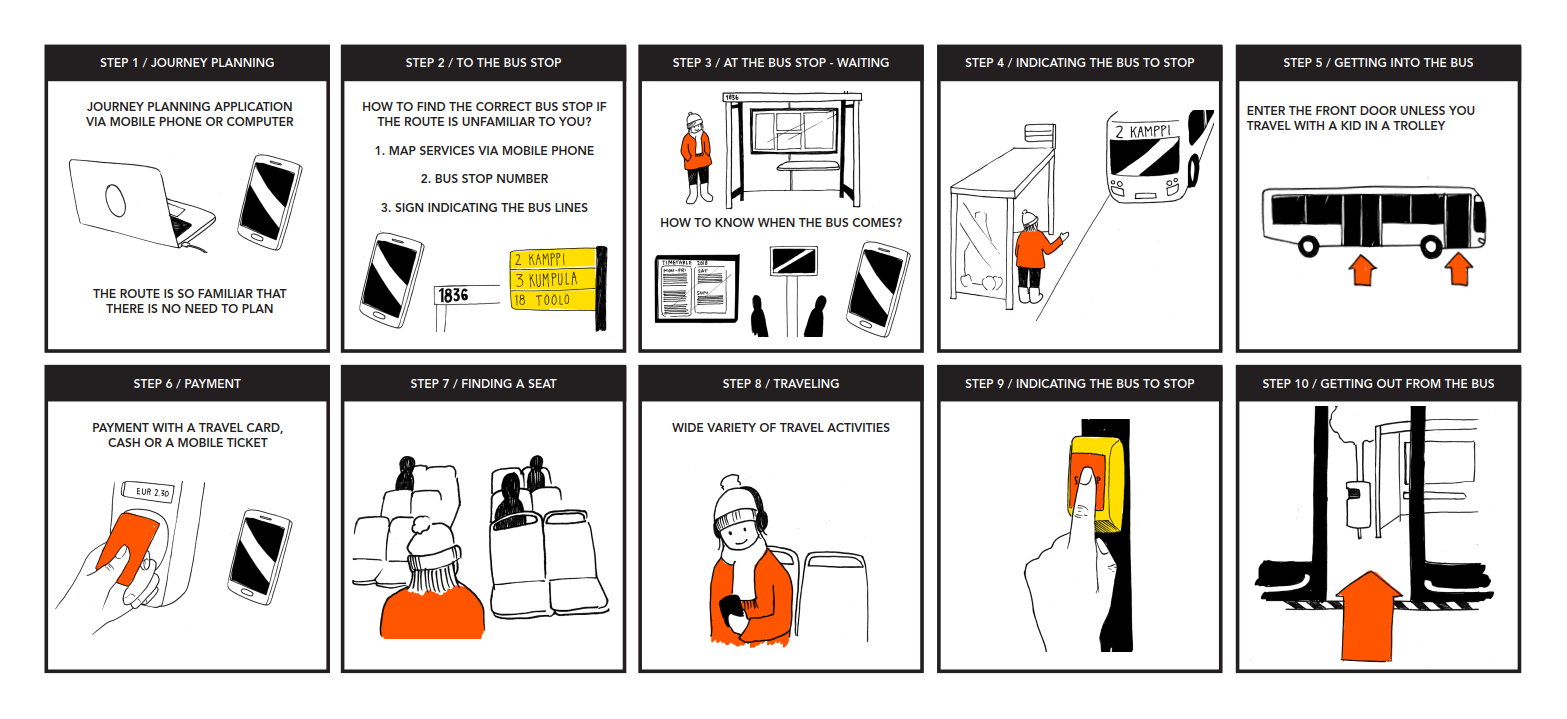 STEP 1 / JOURNEY PLANNING
JOURNEY PLANNING APPLICATION
VIA MOBILE PHONE OR COMPUTER
THE ROUTE IS SO FAMILIAR THAT
THERE IS NO NEED TO PLAN
STEP 2 / TO THE BUS STOP
HOW TO FIND THE CORRECT BUS STOP IF
THE ROUTE IS UNFAMILIAR TO YOU?
1. MAP SERVICES VIA MOBILE PHONE
2. BUS STOP NUMBER
3. SIGN INDICATING THE BUS LINES
1836
2 KAMPPI
3 KUMPULA
18 TÖÖLÖ
STEP 3 / AT THE BUS STOP - WAITING
1836
HOW TO KNOW WHEN THE BUS COMES?
TIMETABLE 2018
MON-FRI
SAT
SUN
STEP 4 / INDICATING THE BUS TO STOP
2 KAMPPI
STEP 5 / GETTING INTO THE BUS
ENTER THE FRONT DOOR UNLESS YOU
TRAVEL WITH A KID IN A TROLLEY
STEP 6 / PAYMENT
PAYMENT WITH A TRAVEL CARD,
CASH OR A MOBILE TICKET
EUR 2.30
STEP 7 / FINDING A SEAT
STEP 8 / TRAVELING
WIDE VARIETY OF TRAVEL ACTIVITIES
STEP 9 / INDICATING THE BUS TO STOP
STEP 10 / GETTING OUT FROM THE BUS